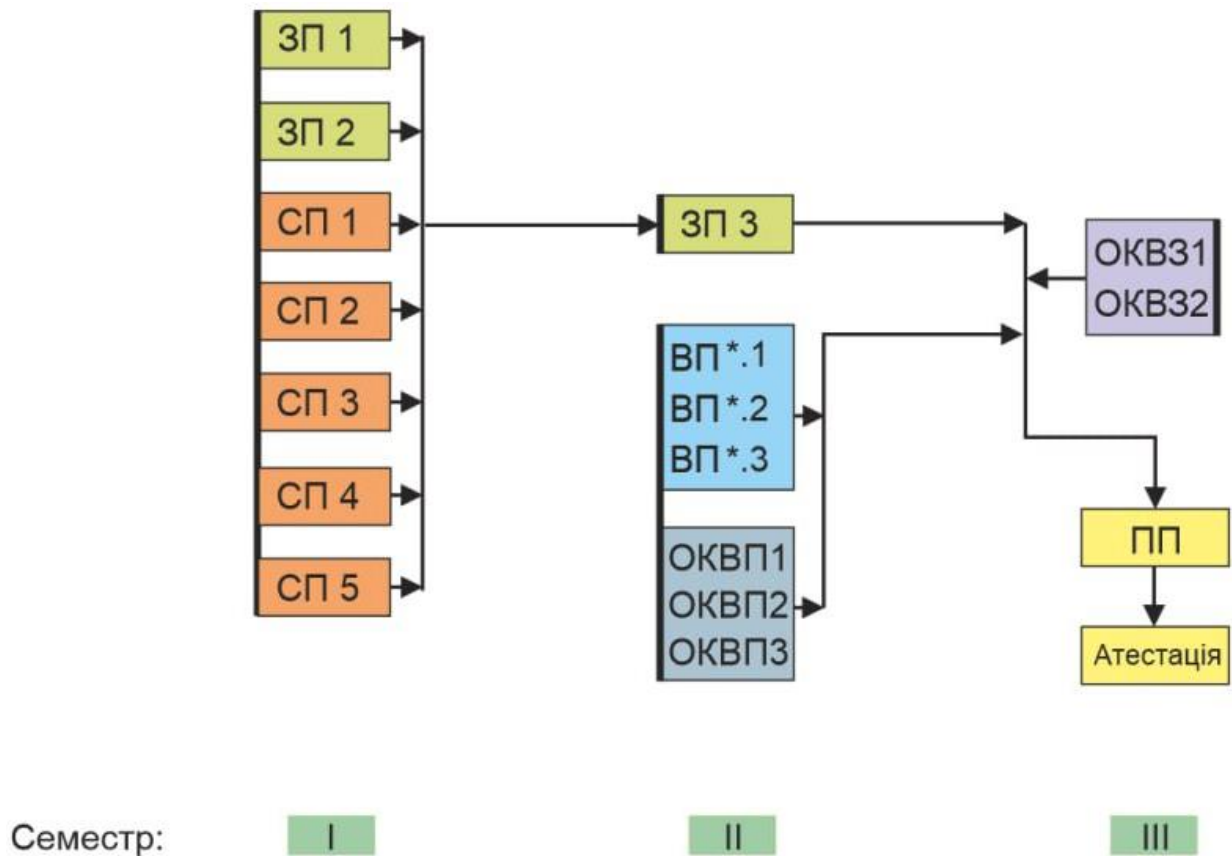 ЗП 1
ЗП 2
СП 1
СП 2
СП 3
СП 4
СП 5
ЗП 3
ВП*.1
ВП*.2
ВП*.3
ОКВП1
ОКВП2
ОКВП3
ОКВЗ1
ОКВЗ2
ПП
Атестація
Семестр: I II III